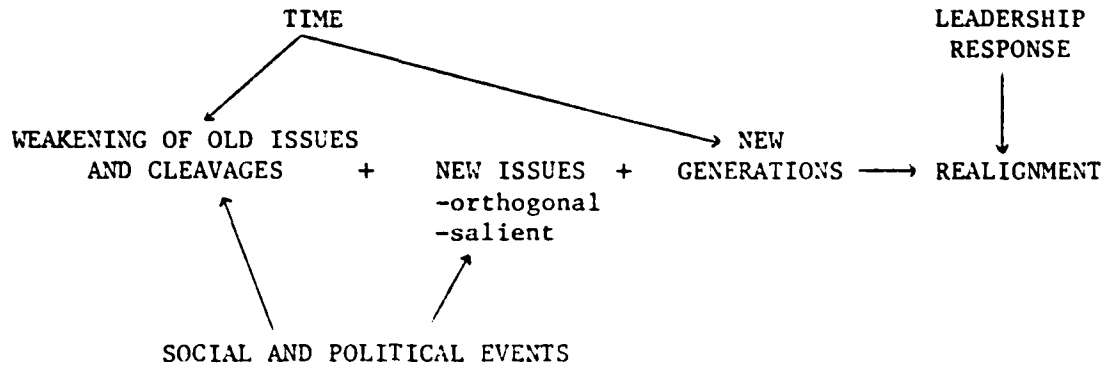 TIME
LEADERSHIP
RESPONSE
WEAKENING OF OLD ISSUES
AND CLEAVAGES
+
NEW ISSUES
-orthogonal
-salient
+
NEW
GENERATIONS
REALIGNMENT
SOCIAL AND POLITICAL EVENTS